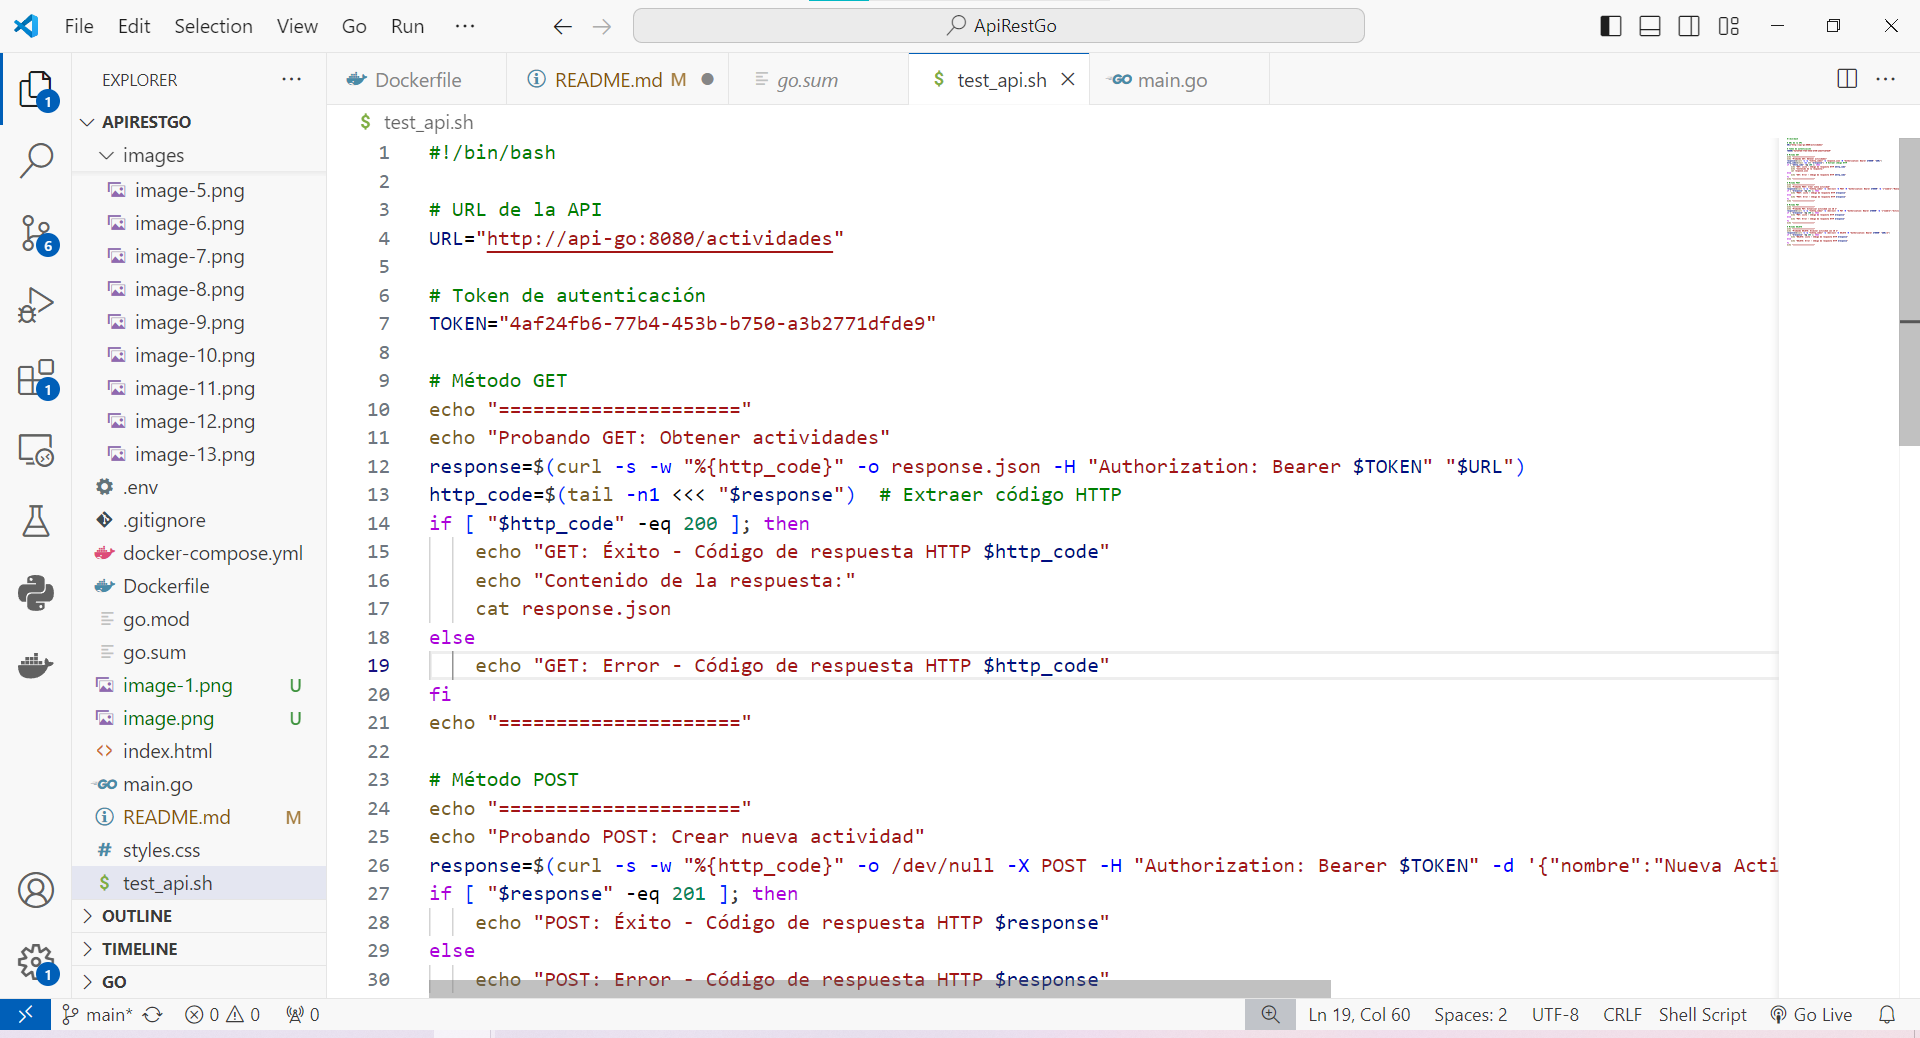 File Edit Selection View Go Run ···
ApiRestGo
EXPLORER ···
Dockerfile
README.md M
go.sum
test_api.sh
main.go
···
APIRESTGO
images
image-5.png
image-6.png
image-7.png
image-8.png
image-9.png
image-10.png
image-11.png
image-12.png
image-13.png
.env
.gitignore
docker-compose.yml
Dockerfile
go.mod
go.sum
image-1.png U
image.png U
index.html
main.go
README.md M
styles.css
test_api.sh
OUTLINE
TIMELINE
GO
1
6
1
1
$ test_api.sh
1 #!/bin/bash
2
3 # URL de la API
4 URL="http://api-go:8080/actividades"
5
6 # Token de autenticación
7 TOKEN="4af24fb6-77b4-453b-b750-a3b2771dfde9"
8
9 # Método GET
10 echo "====================="
11 echo "Probando GET: Obtener actividades"
12 response=$(curl -s -w "%{http_code}" -o response.json -H "Authorization: Bearer $TOKEN" "$URL")
13 http_code=$(tail -n1 <<< "$response")  # Extraer código HTTP
14 if [ "$http_code" -eq 200 ]; then
15     echo "GET: Éxito - Código de respuesta HTTP $http_code"
16     echo "Contenido de la respuesta:"
17     cat response.json
18 else
19     echo "GET: Error - Código de respuesta HTTP $http_code"
20 fi
21 echo "====================="
22
23 # Método POST
24 echo "====================="
25 echo "Probando POST: Crear nueva actividad"
26 response=$(curl -s -w "%{http_code}" -o /dev/null -X POST -H "Authorization: Bearer $TOKEN" -d '{"nombre":"Nueva Acti
27 if [ "$response" -eq 201 ]; then
28     echo "POST: Éxito - Código de respuesta HTTP $response"
29 else
30     echo "POST: Error - Código de respuesta HTTP $response"
main* 0 0 0
Ln 19, Col 60 Spaces: 2 UTF-8 CRLF Shell Script Go Live